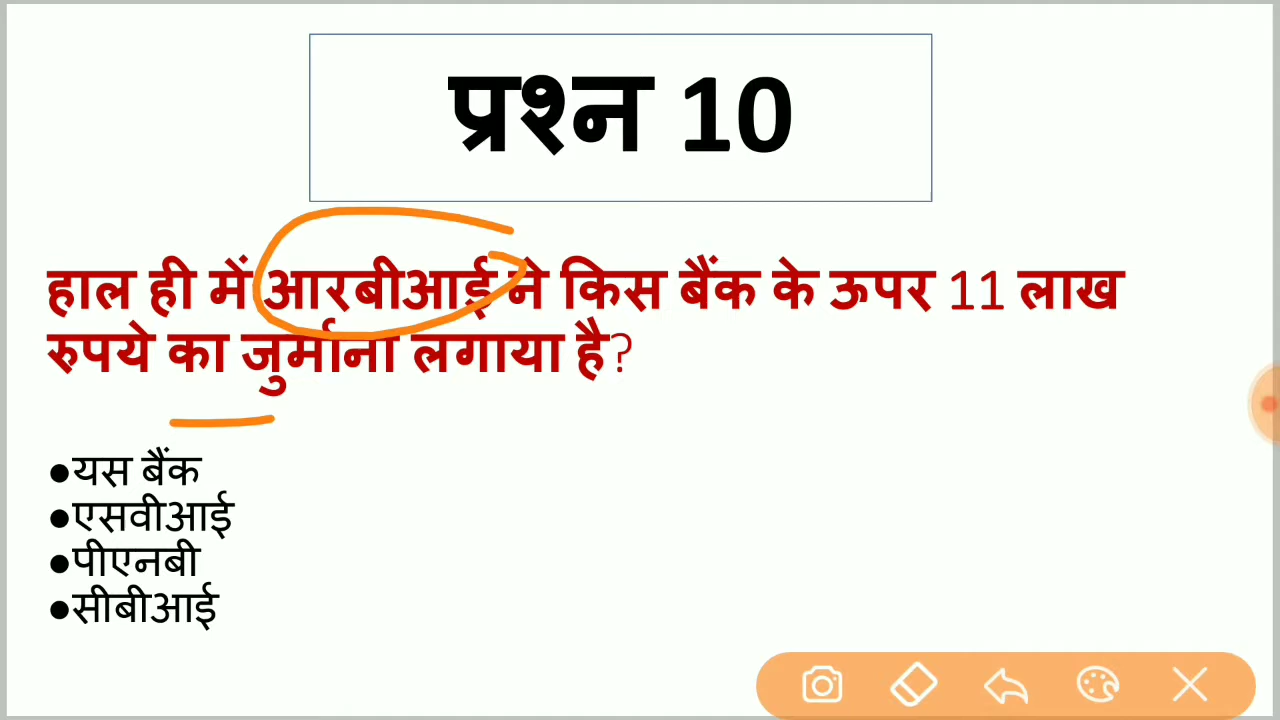 प्रश्न 10
हाल ही में आरबीआई ने किस बैंक के ऊपर 11 लाख
रुपये का जुर्माना लगाया है?
●यस बैंक
●एसवीआई
●पीएनबी
●सीबीआई